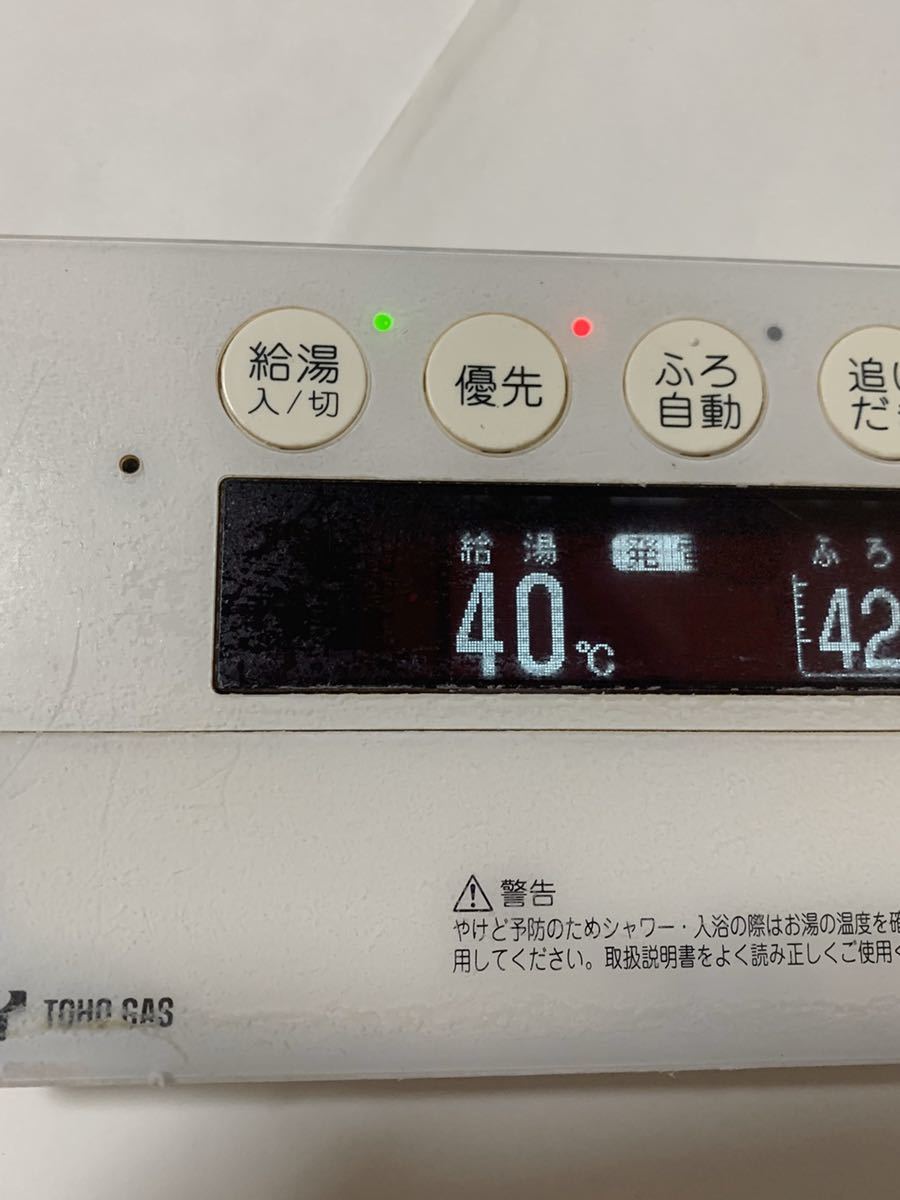 給湯
入/切
優先
ふろ
自動
追い
だき
給湯 発電 ふろ
40℃ 42
⚠警告
やけど予防のためシャワー・入浴の際はお湯の温度を確
用してください。取扱説明書をよく読み正しくご使用く
TOHO GAS